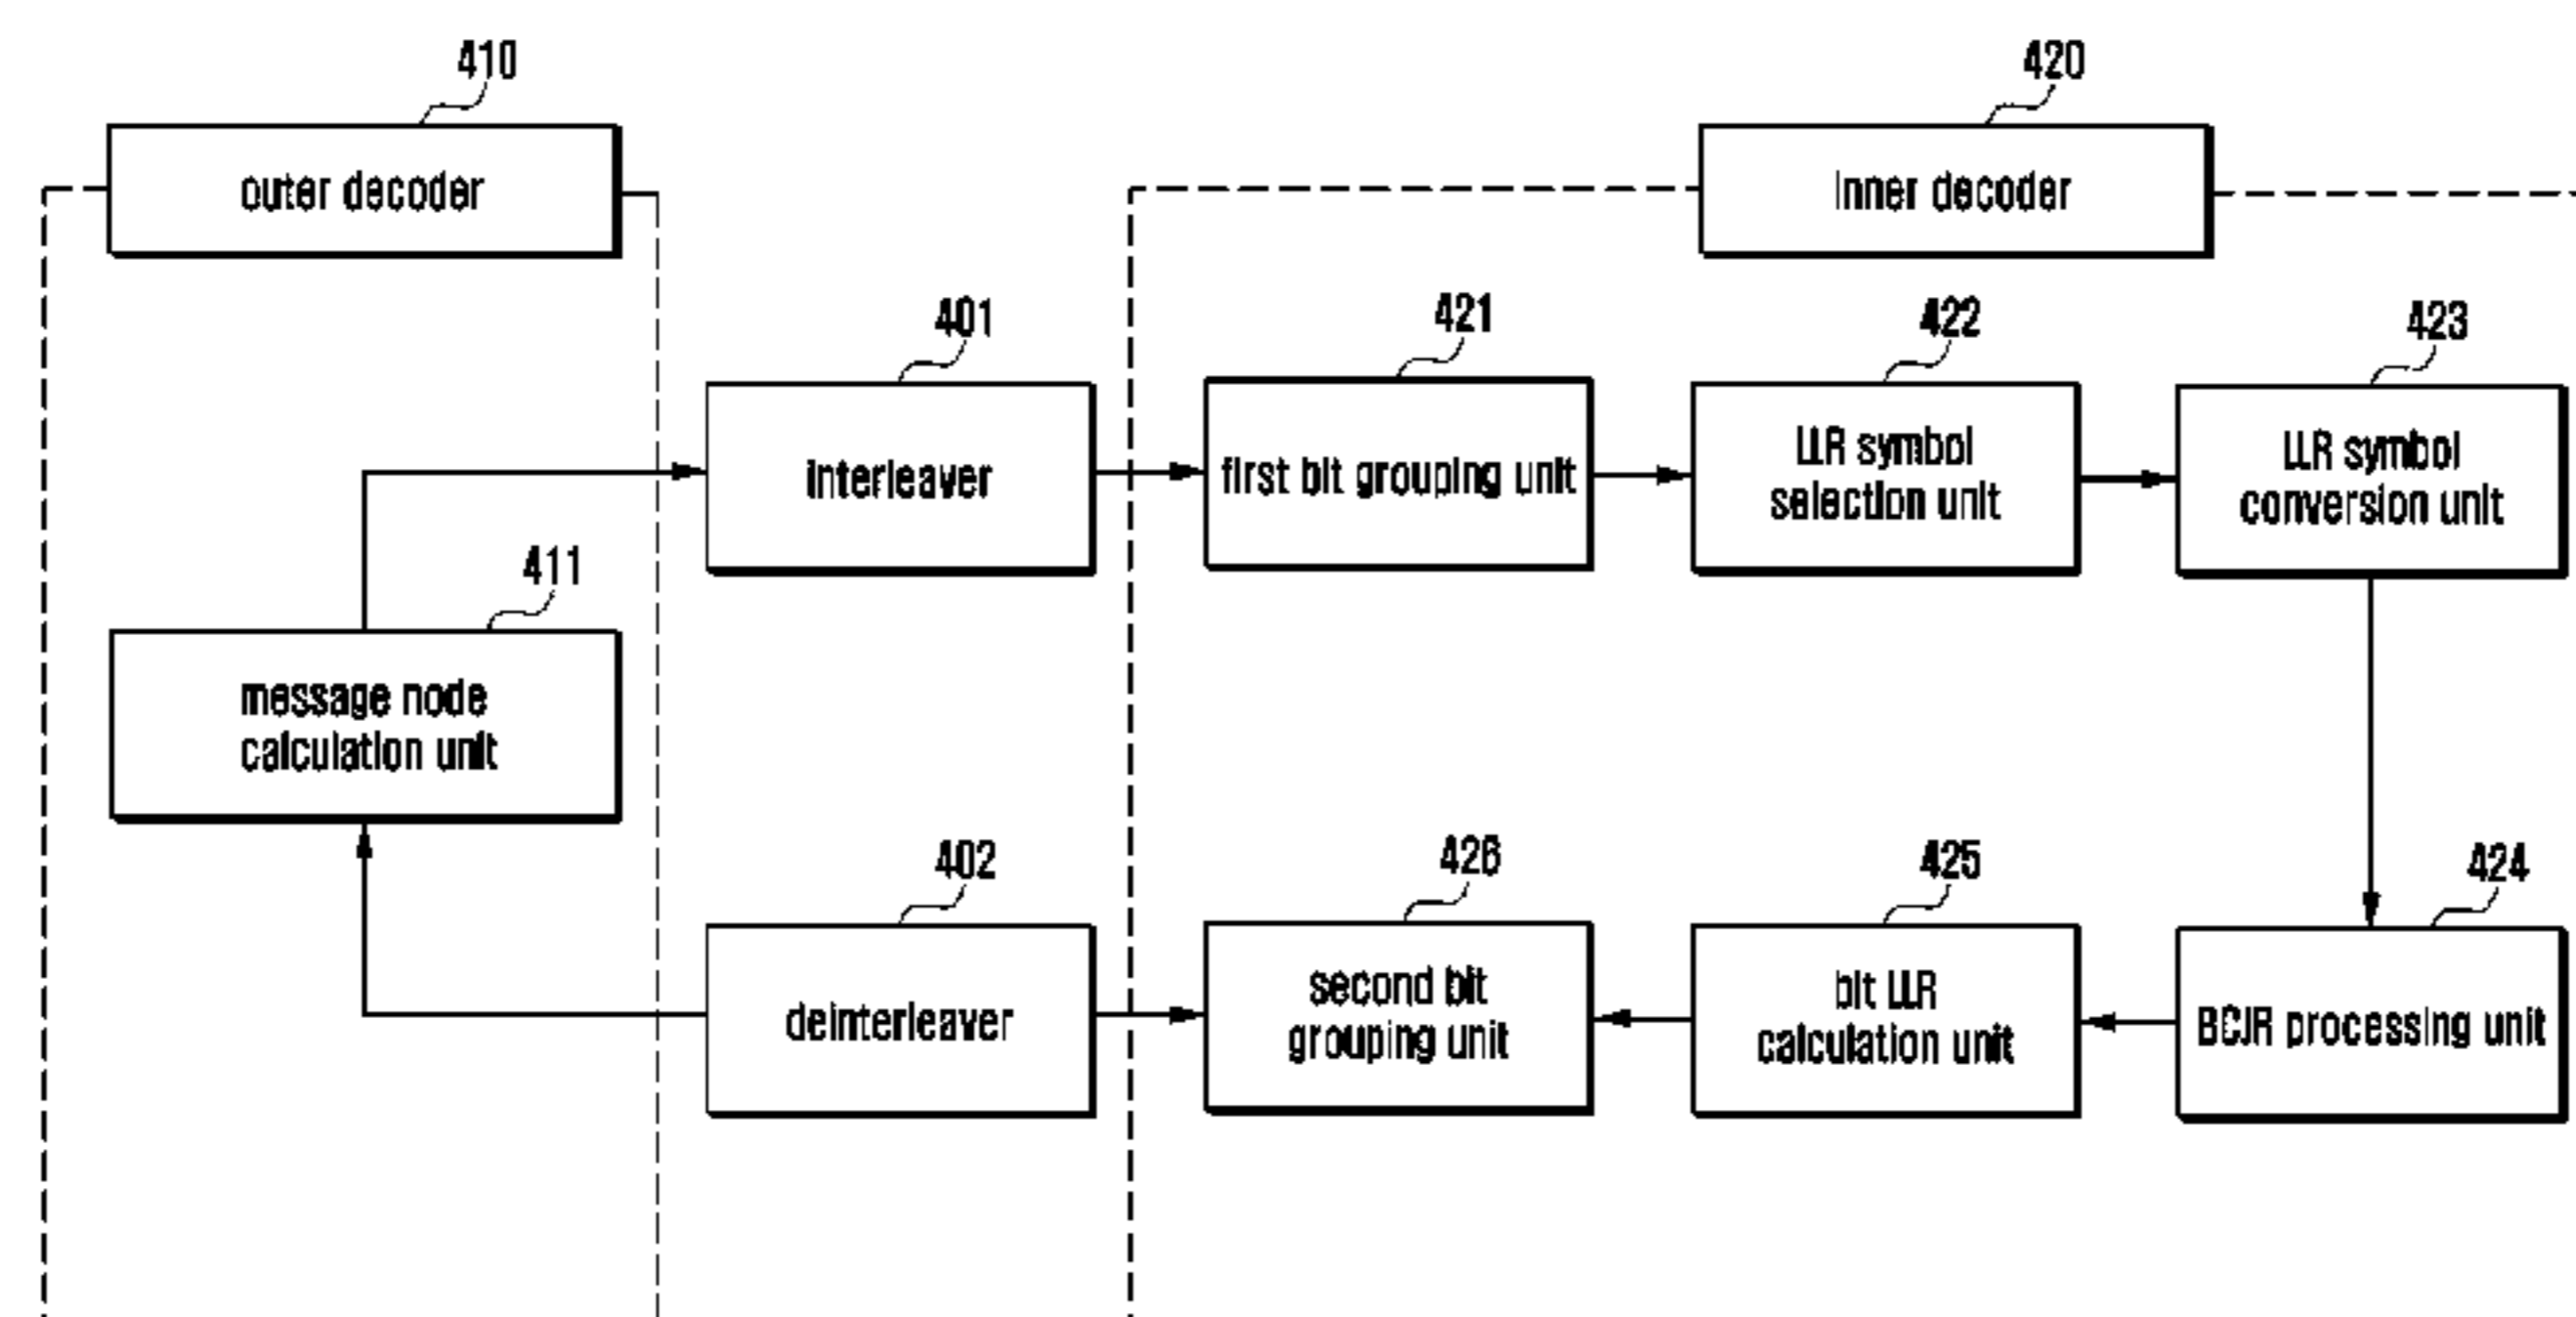 410
420
outer decoder
inner decoder
401
421
422
423
interleaver
first bit grouping unit
LLR symbol
selection unit
LLR symbol
conversion unit
411
message node
calculation unit
402
426
425
424
deinterleaver
second bit
grouping unit
bit LLR
calculation unit
BCJR processing unit